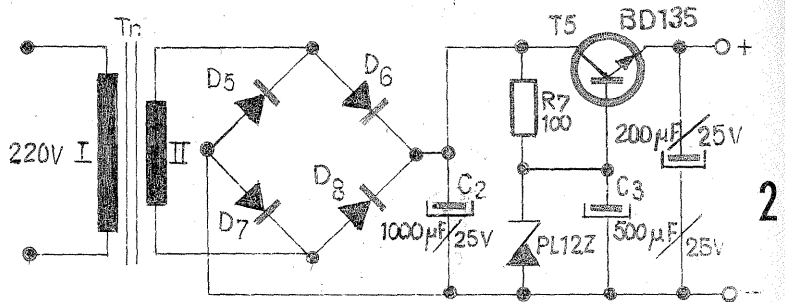 Tr.
220V I
II
D5
D6
D7
D8
C2
1000µF/25V
R7
100
PL12Z
T5 BD135
C3
500µF/25V
200µF/25V
+
-
2